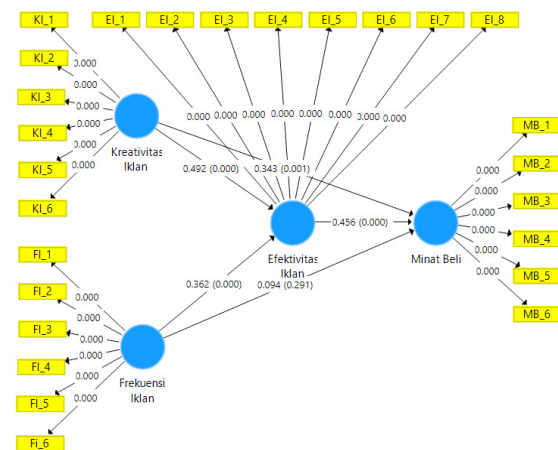 KI_1
EI_1
EI_2
EI_3
EI_4
EI_5
EI_6
EI_7
EI_8
KI_2
KI_3
KI_4
KI_5
KI_6
0.000
0.000
0.000
0.000
0.000
0.000
Kreativitas
Iklan
0.000
0.000
0.000
0.000
0.000
0.000
0.000
0.000
0.492 (0.000)
0.343 (0.001)
Efektivitas
Iklan
0.456 (0.000)
0.362 (0.000)
0.094 (0.291)
Minat Beli
MB_1
MB_2
MB_3
MB_4
MB_5
MB_6
0.000
0.000
0.000
0.000
0.000
0.000
FI_1
FI_2
FI_3
FI_4
FI_5
Fi_6
0.000
0.000
0.000
0.000
0.000
0.000
Frekuensi
Iklan